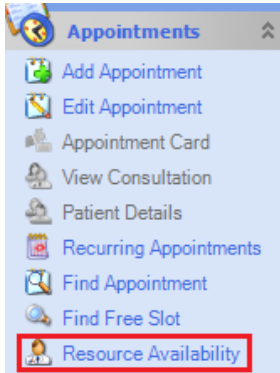 Appointments
Add Appointment
Edit Appointment
Appointment Card
View Consultation
Patient Details
Recurring Appointments
Find Appointment
Find Free Slot
Resource Availability